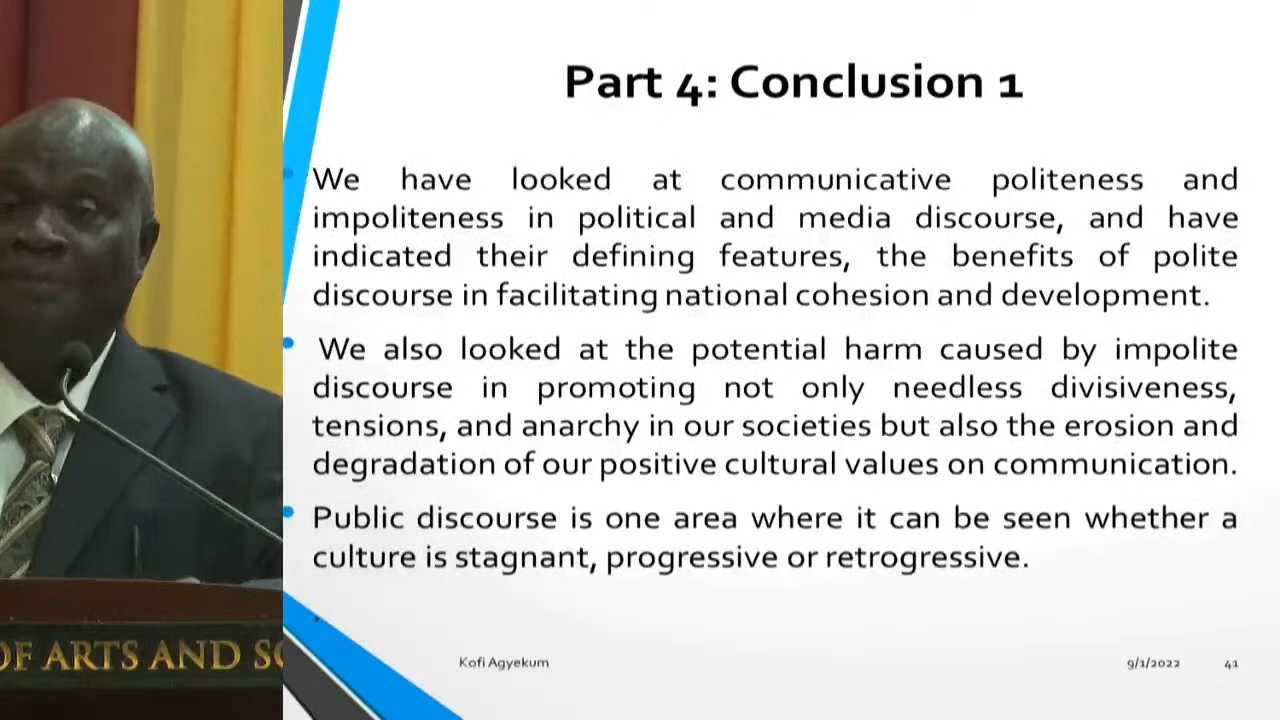 Part 4: Conclusion 1
We have looked at communicative politeness and
impoliteness in political and media discourse, and have
indicated their defining features, the benefits of polite
discourse in facilitating national cohesion and development.
We also looked at the potential harm caused by impolite
discourse in promoting not only needless divisiveness,
tensions, and anarchy in our societies but also the erosion and
degradation of our positive cultural values on communication.
Public discourse is one area where it can be seen whether a
culture is stagnant, progressive or retrogressive.
OF ARTS AND SC
Kofi Agyekum
9/1/2022
41